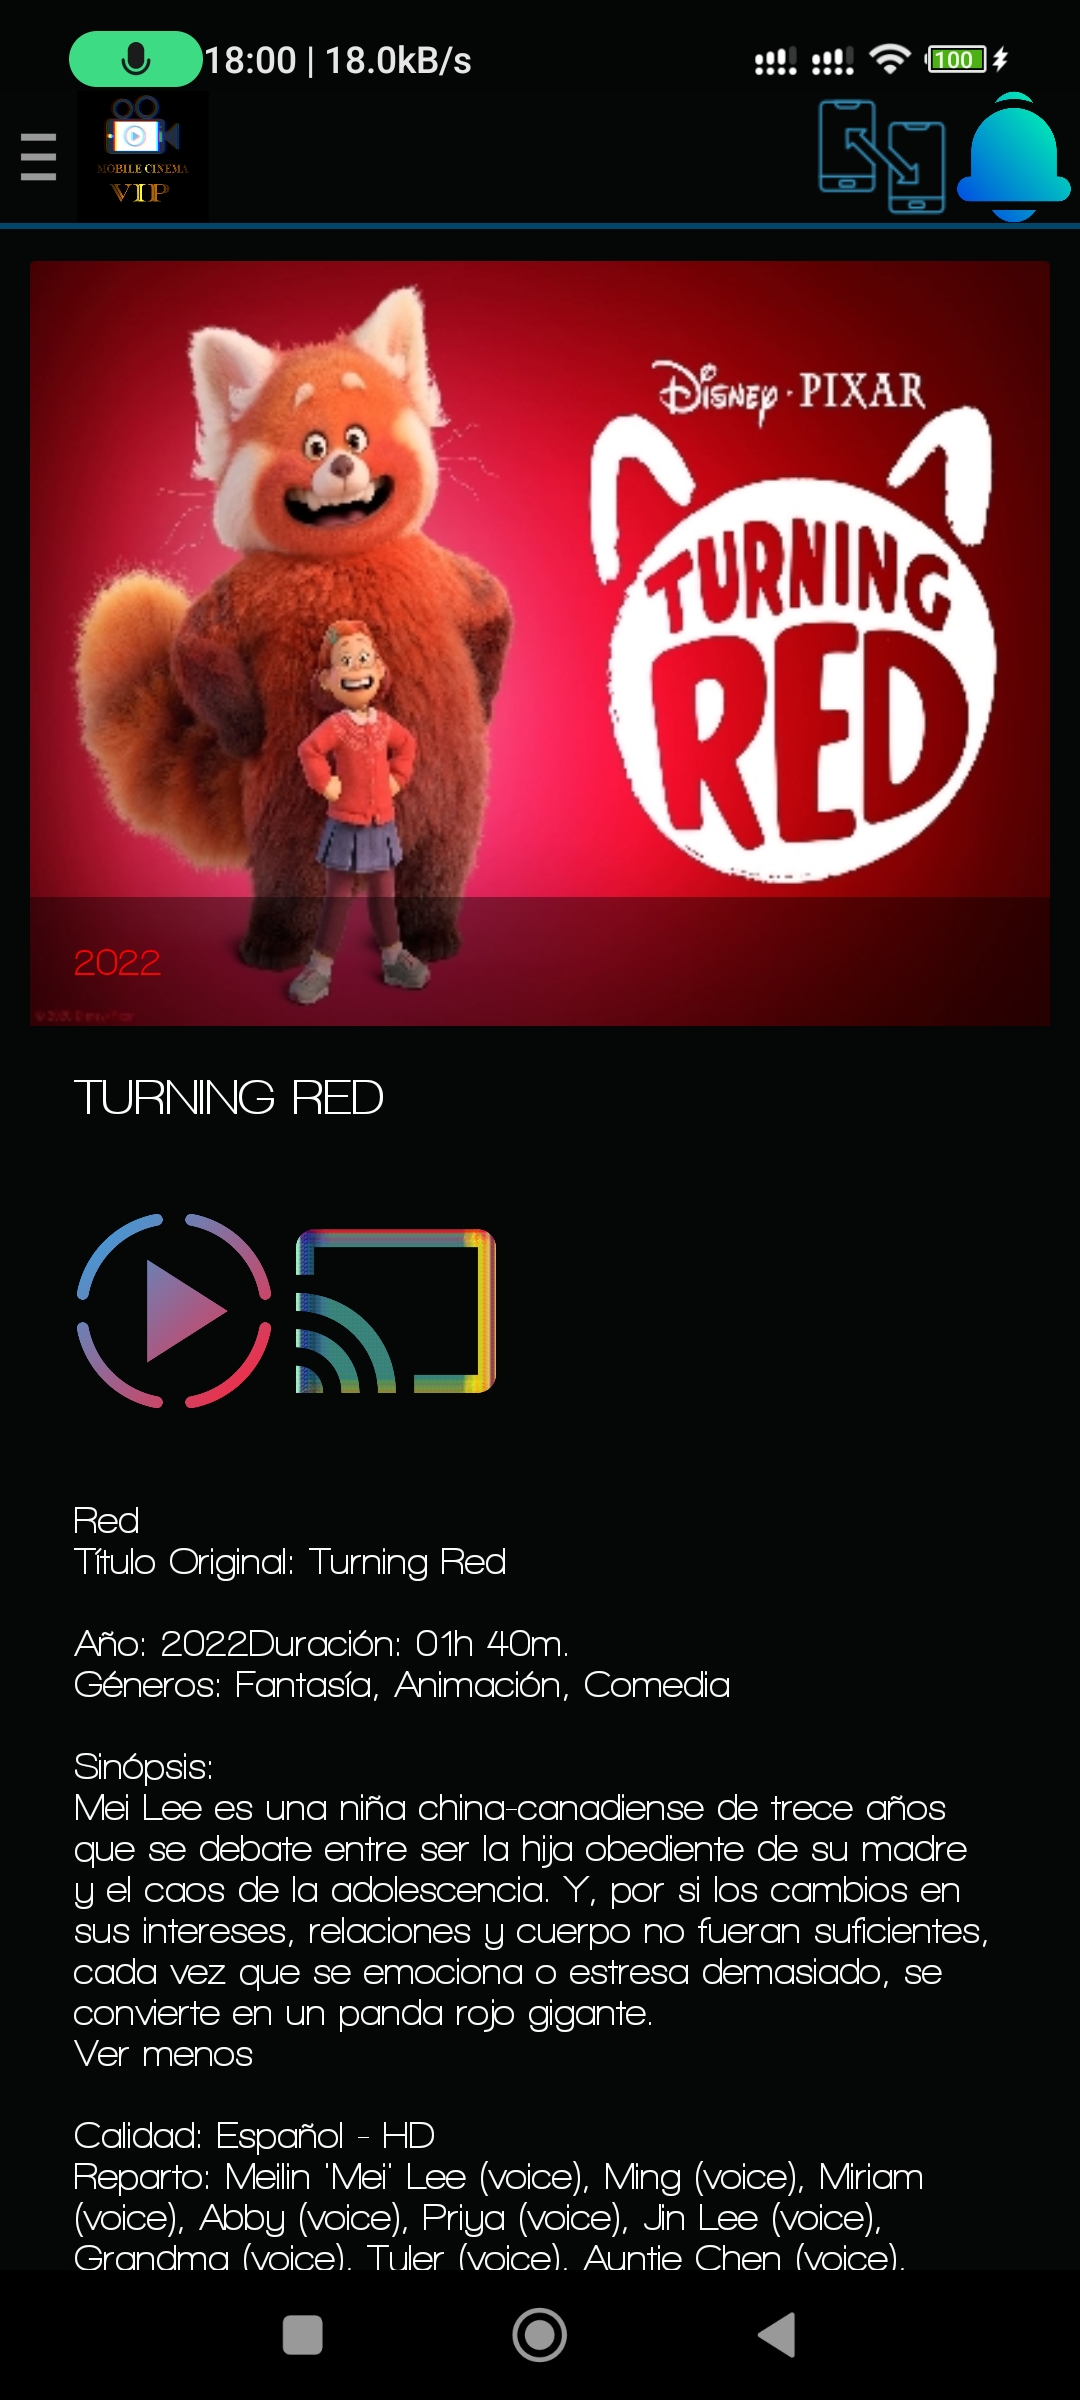 18:00 | 18.0kB/s
100
MOBILE CINEMA
VIP
Disney · PIXAR
TURNING
RED
2022
TURNING RED
Red
Título Original: Turning Red
Año: 2022Duración: 01h 40m.
Géneros: Fantasía, Animación, Comedia
Sinópsis:
Mei Lee es una niña china-canadiense de trece años
que se debate entre ser la hija obediente de su madre
y el caos de la adolescencia. Y, por si los cambios en
sus intereses, relaciones y cuerpo no fueran suficientes,
cada vez que se emociona o estresa demasiado, se
convierte en un panda rojo gigante.
Ver menos
Calidad: Español - HD
Reparto: Meilin 'Mei' Lee (voice), Ming (voice), Miriam
(voice), Abby (voice), Priya (voice), Jin Lee (voice),
Grandma (voice), Tyler (voice), Auntie Chen (voice),